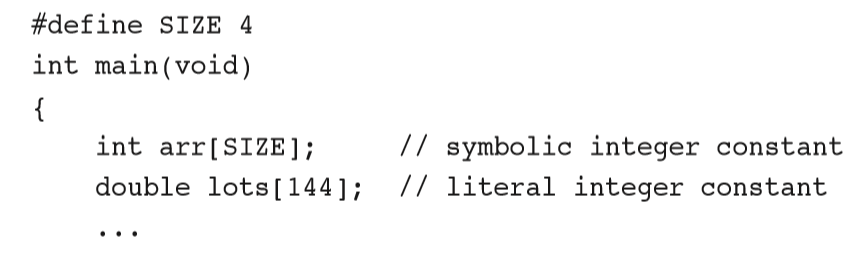 #define SIZE 4
int main(void)
{
    int arr[SIZE];     // symbolic integer constant
    double lots[144];  // literal integer constant
    ...